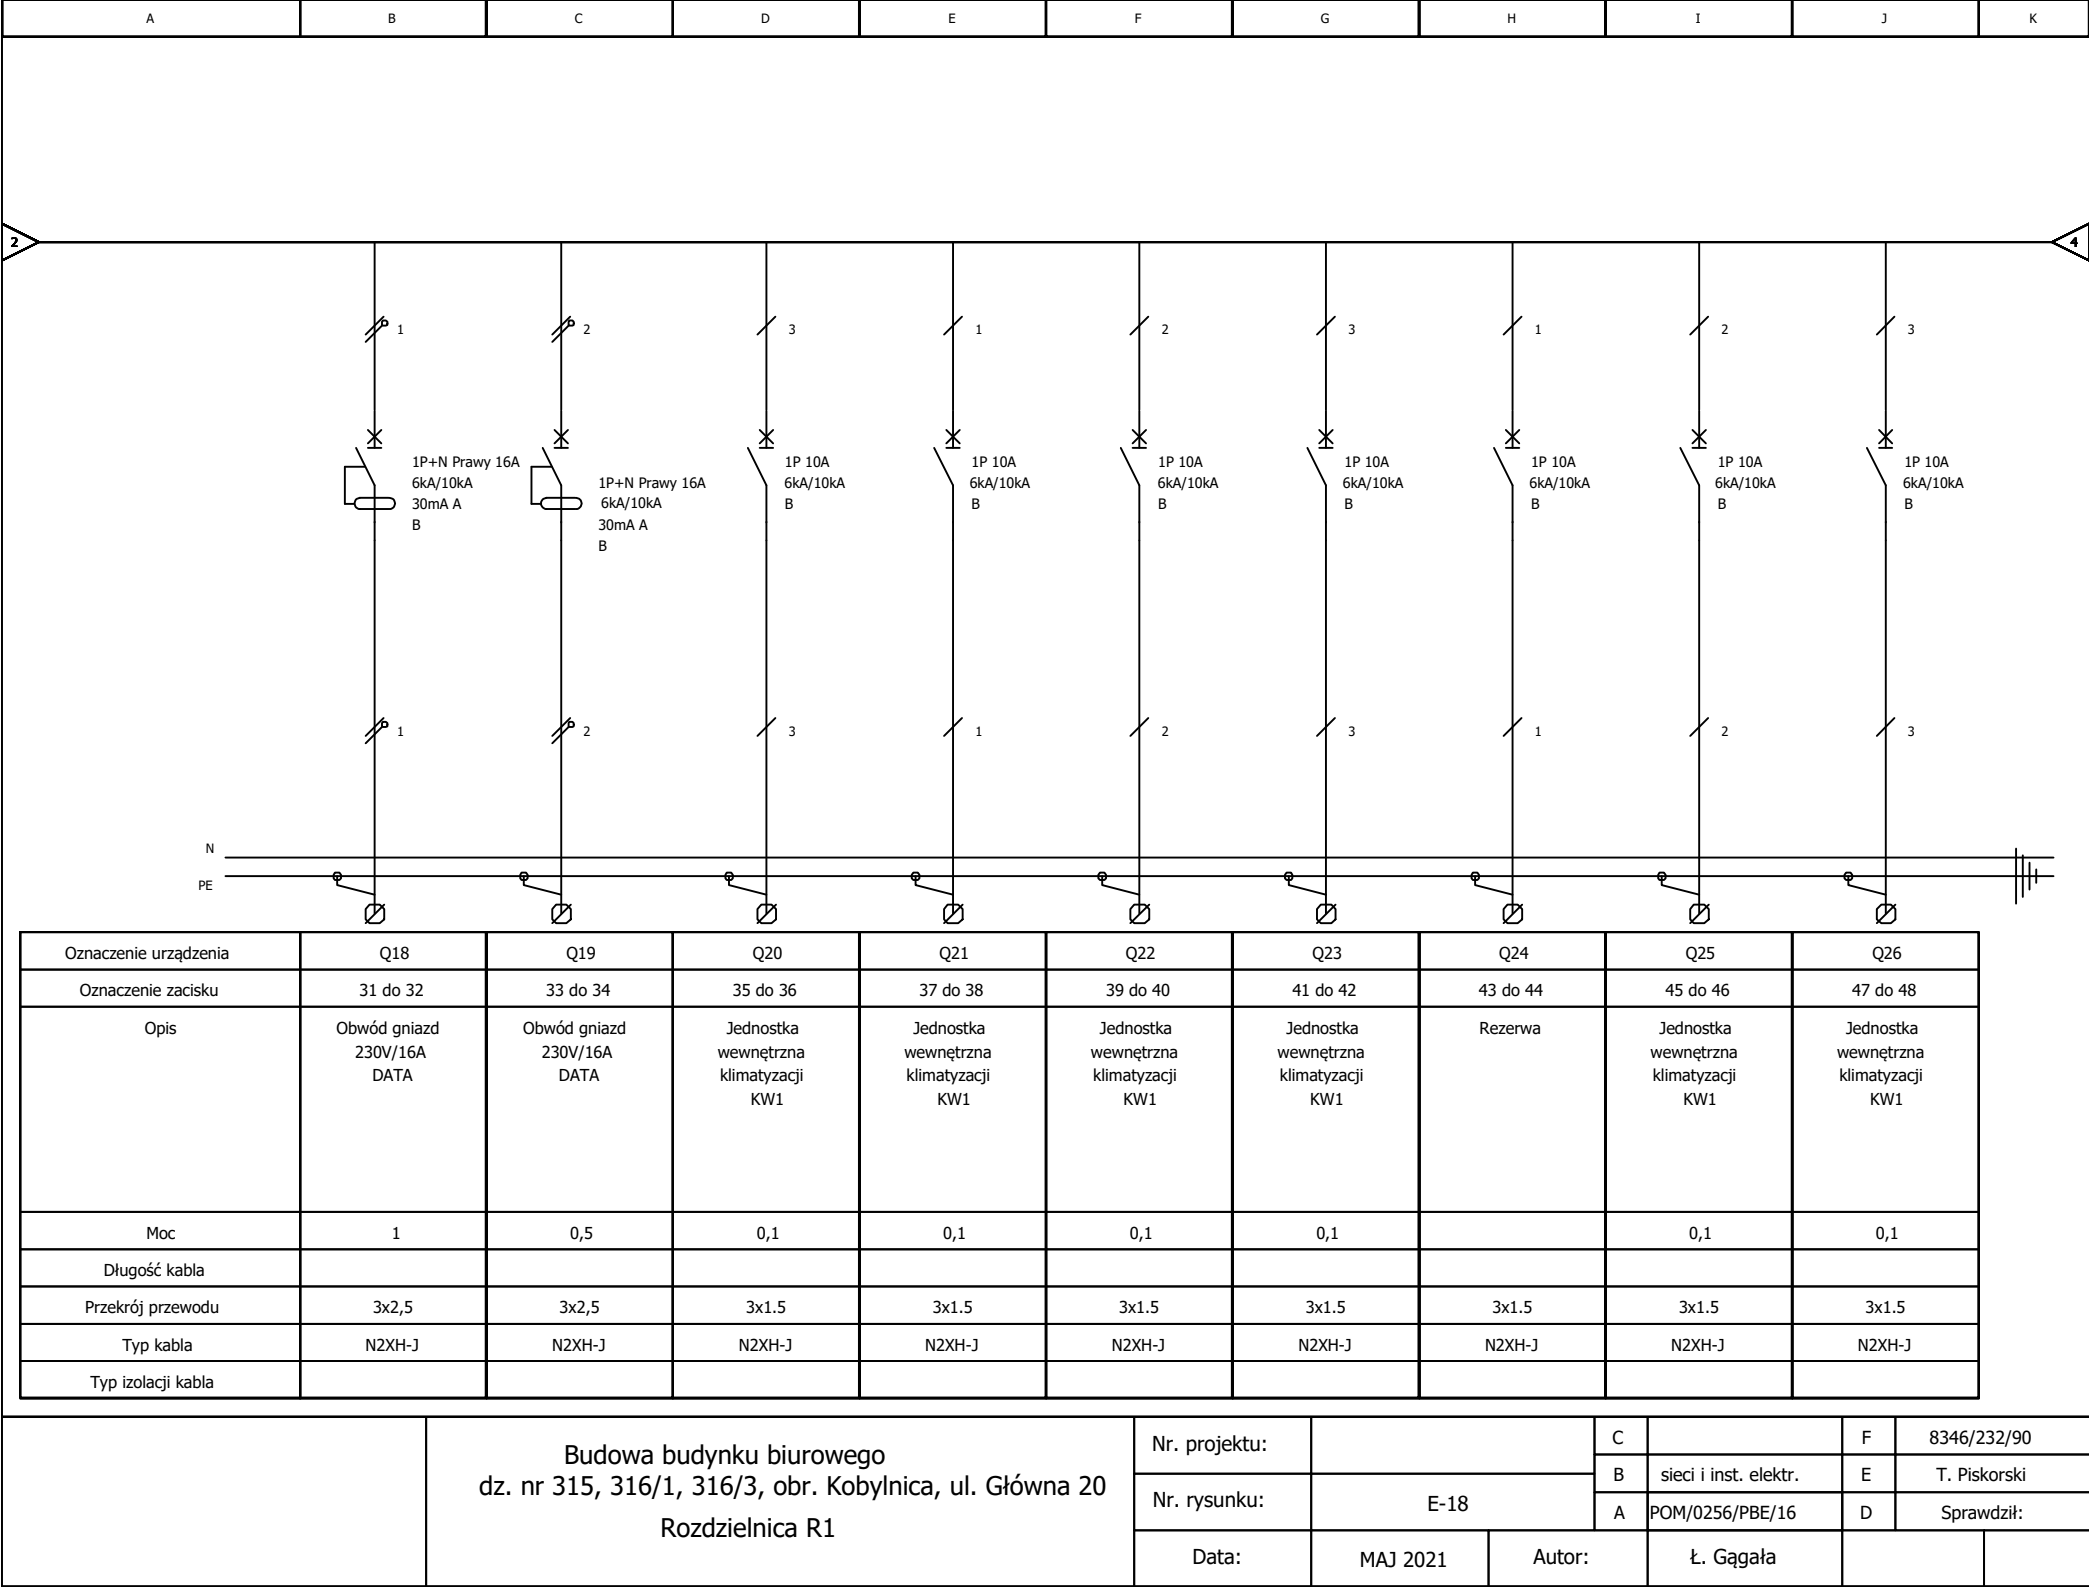 A B C D E F G H I J K
2 4
1 2 3 1 2 3 1 2 3
1P+N Prawy 16A
6kA/10kA
30mA A
B
1P+N Prawy 16A
6kA/10kA
30mA A
B
1P 10A
6kA/10kA
B
1P 10A
6kA/10kA
B
1P 10A
6kA/10kA
B
1P 10A
6kA/10kA
B
1P 10A
6kA/10kA
B
1P 10A
6kA/10kA
B
1P 10A
6kA/10kA
B
1 2 3 1 2 3 1 2 3
N
PE
Oznaczenie urządzenia Q18 Q19 Q20 Q21 Q22 Q23 Q24 Q25 Q26
Oznaczenie zacisku 31 do 32 33 do 34 35 do 36 37 do 38 39 do 40 41 do 42 43 do 44 45 do 46 47 do 48
Opis
Obwód gniazd
230V/16A
DATA
Obwód gniazd
230V/16A
DATA
Jednostka
wewnętrzna
klimatyzacji
KW1
Jednostka
wewnętrzna
klimatyzacji
KW1
Jednostka
wewnętrzna
klimatyzacji
KW1
Jednostka
wewnętrzna
klimatyzacji
KW1
Rezerwa
Jednostka
wewnętrzna
klimatyzacji
KW1
Jednostka
wewnętrzna
klimatyzacji
KW1
Moc 1 0,5 0,1 0,1 0,1 0,1 0,1 0,1
Długość kabla
Przekrój przewodu 3x2,5 3x2,5 3x1.5 3x1.5 3x1.5 3x1.5 3x1.5 3x1.5 3x1.5
Typ kabla N2XH-J N2XH-J N2XH-J N2XH-J N2XH-J N2XH-J N2XH-J N2XH-J N2XH-J
Typ izolacji kabla
Budowa budynku biurowego
dz. nr 315, 316/1, 316/3, obr. Kobylnica, ul. Główna 20
Rozdzielnica R1
Nr. projektu:
Nr. rysunku: E-18
C F 8346/232/90
B sieci i inst. elektr. E T. Piskorski
A POM/0256/PBE/16 D Sprawdził:
Data: MAJ 2021 Autor: Ł. Gągała